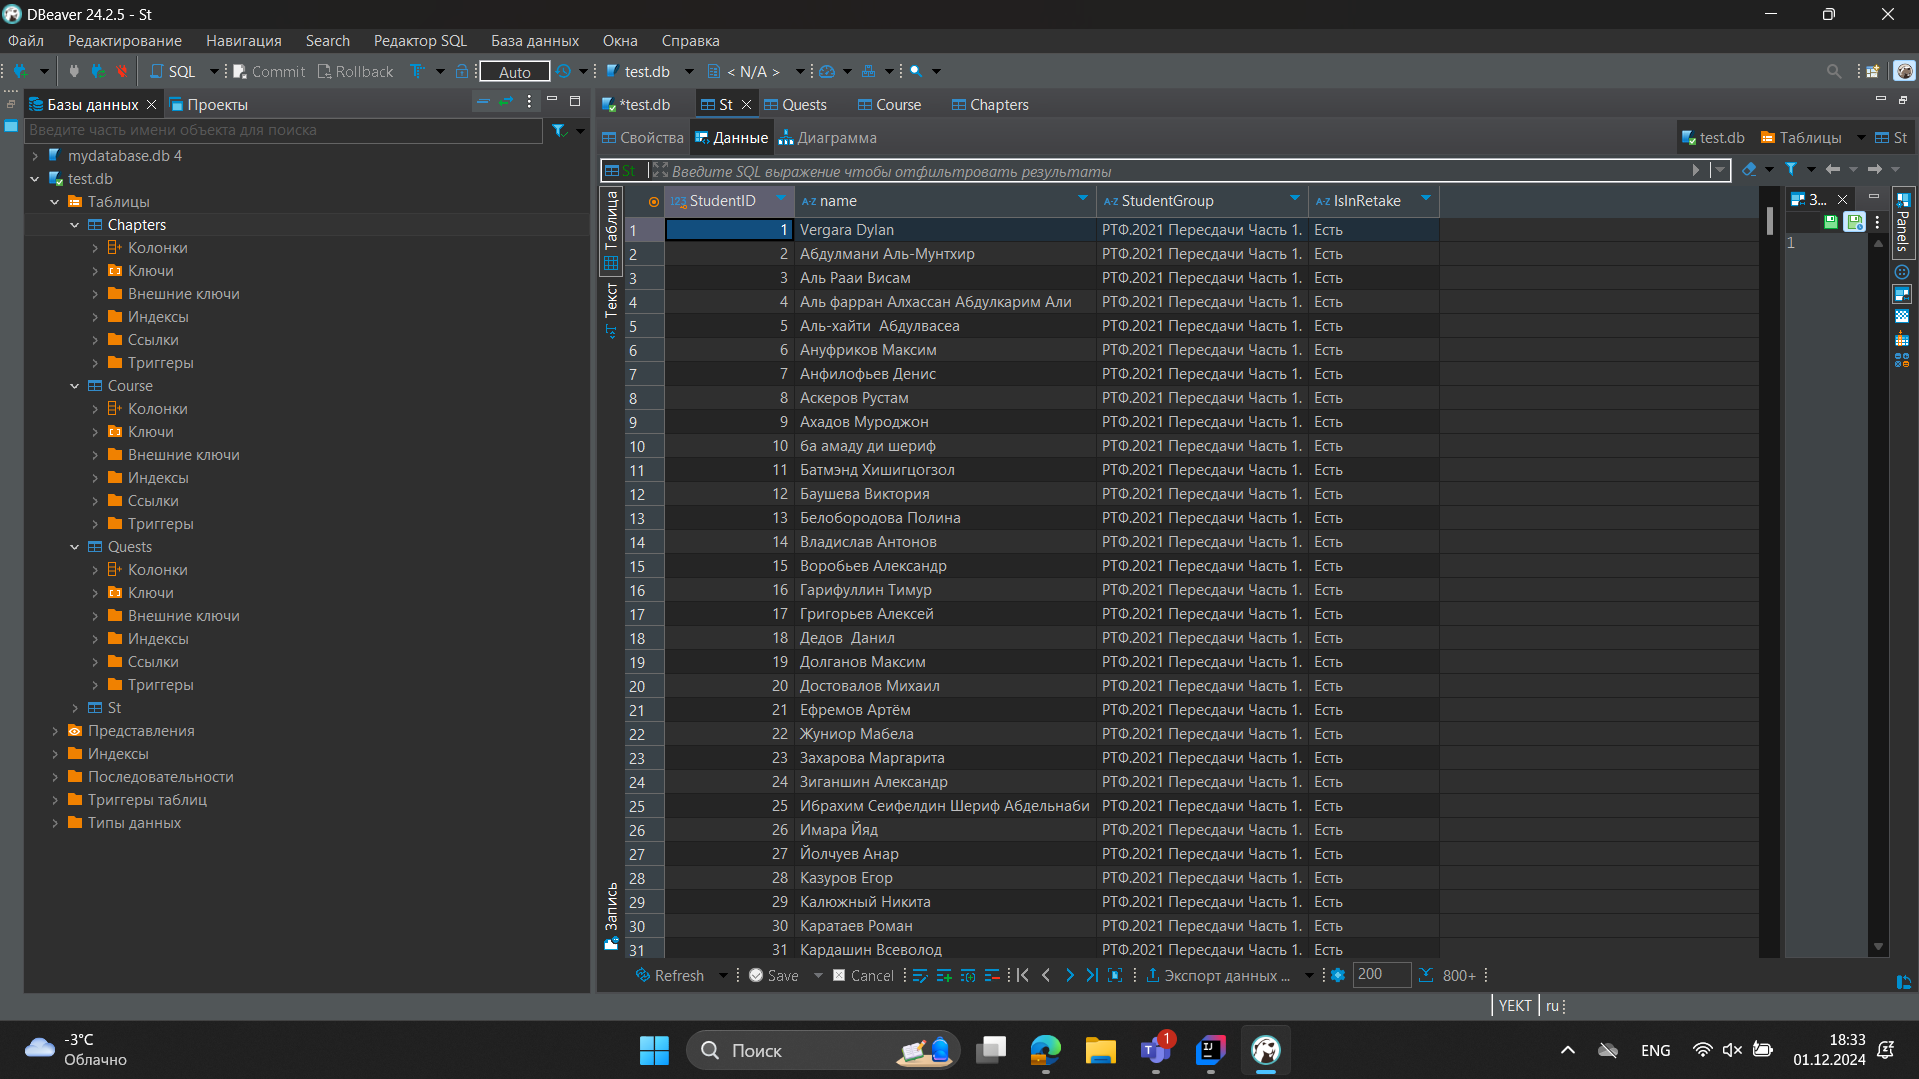 DBeaver 24.2.5 - St
Файл Редактирование Навигация Search Редактор SQL База данных Окна Справка
SQL Commit Rollback Auto test.db < N/A >
Базы данных Проекты
Введите часть имени объекта для поиска
mydatabase.db 4
test.db
Таблицы
Chapters
Колонки
Ключи
Внешние ключи
Индексы
Ссылки
Триггеры
Course
Колонки
Ключи
Внешние ключи
Индексы
Ссылки
Триггеры
Quests
Колонки
Ключи
Внешние ключи
Индексы
Ссылки
Триггеры
St
Представления
Индексы
Последовательности
Триггеры таблиц
Типы данных
*test.db St Quests Course Chapters
Свойства Данные Диаграмма test.db Таблицы St
St Введите SQL выражение чтобы отфильтровать результаты
Таблица
Текст
Запись
123 StudentID A-Z name A-Z StudentGroup A-Z IsInRetake
1 1 Vergara Dylan РТФ.2021 Пересдачи Часть 1. Есть
2 2 Абдулмани Аль-Мунтхир РТФ.2021 Пересдачи Часть 1. Есть
3 3 Аль Рааи Висам РТФ.2021 Пересдачи Часть 1. Есть
4 4 Аль фарран Алхассан Абдулкарим Али РТФ.2021 Пересдачи Часть 1. Есть
5 5 Аль-хайти  Абдулвасеа РТФ.2021 Пересдачи Часть 1. Есть
6 6 Ануфриков Максим РТФ.2021 Пересдачи Часть 1. Есть
7 7 Анфилофьев Денис РТФ.2021 Пересдачи Часть 1. Есть
8 8 Аскеров Рустам РТФ.2021 Пересдачи Часть 1. Есть
9 9 Ахадов Муроджон РТФ.2021 Пересдачи Часть 1. Есть
10 10 ба амаду ди шериф РТФ.2021 Пересдачи Часть 1. Есть
11 11 Батмэнд Хишигцогзол РТФ.2021 Пересдачи Часть 1. Есть
12 12 Баушева Виктория РТФ.2021 Пересдачи Часть 1. Есть
13 13 Белобородова Полина РТФ.2021 Пересдачи Часть 1. Есть
14 14 Владислав Антонов РТФ.2021 Пересдачи Часть 1. Есть
15 15 Воробьев Александр РТФ.2021 Пересдачи Часть 1. Есть
16 16 Гарифуллин Тимур РТФ.2021 Пересдачи Часть 1. Есть
17 17 Григорьев Алексей РТФ.2021 Пересдачи Часть 1. Есть
18 18 Дедов  Данил РТФ.2021 Пересдачи Часть 1. Есть
19 19 Долганов Максим РТФ.2021 Пересдачи Часть 1. Есть
20 20 Достовалов Михаил РТФ.2021 Пересдачи Часть 1. Есть
21 21 Ефремов Артём РТФ.2021 Пересдачи Часть 1. Есть
22 22 Жуниор Мабела РТФ.2021 Пересдачи Часть 1. Есть
23 23 Захарова Маргарита РТФ.2021 Пересдачи Часть 1. Есть
24 24 Зиганшин Александр РТФ.2021 Пересдачи Часть 1. Есть
25 25 Ибрахим Сеифелдин Шериф Абдельнаби РТФ.2021 Пересдачи Часть 1. Есть
26 26 Имара Йяд РТФ.2021 Пересдачи Часть 1. Есть
27 27 Йолчуев Анар РТФ.2021 Пересдачи Часть 1. Есть
28 28 Казуров Егор РТФ.2021 Пересдачи Часть 1. Есть
29 29 Калюжный Никита РТФ.2021 Пересдачи Часть 1. Есть
30 30 Каратаев Роман РТФ.2021 Пересдачи Часть 1. Есть
31 31 Кардашин Всеволод РТФ.2021 Пересдачи Часть 1. Есть
З...
1
Panels
Refresh Save Cancel Экспорт данных ... 200 800+
YEKT ru
-3°C
Облачно
Поиск
1
ENG
18:33
01.12.2024